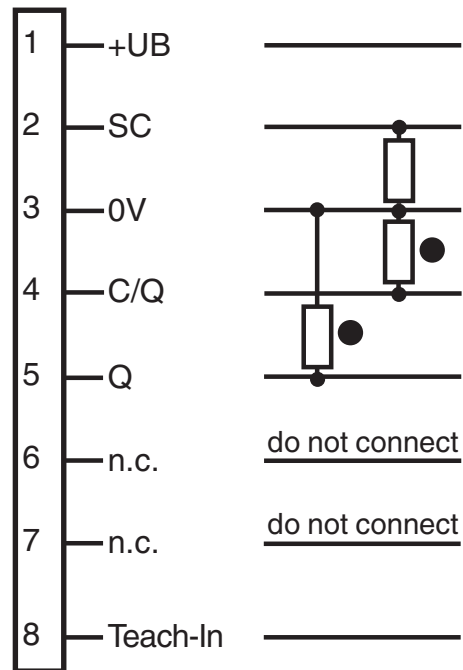 1 +UB
2 SC
3 0V
4 C/Q
5 Q
6 n.c. do not connect
7 n.c. do not connect
8 Teach-In